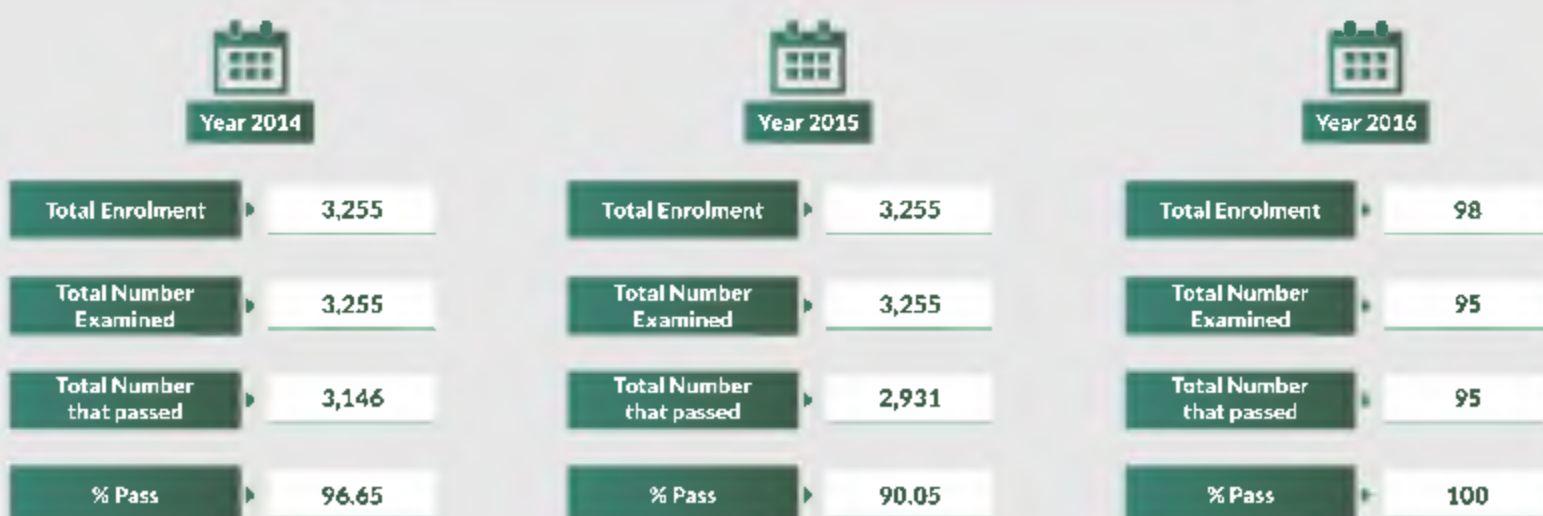 Year 2014
Total Enrolment
3,255
Total Number
Examined
3,255
Total Number
that passed
3,146
% Pass
96.65
Year 2015
Total Enrolment
3,255
Total Number
Examined
3,255
Total Number
that passed
2,931
% Pass
90.05
Year 2016
Total Enrolment
98
Total Number
Examined
95
Total Number
that passed
95
% Pass
100